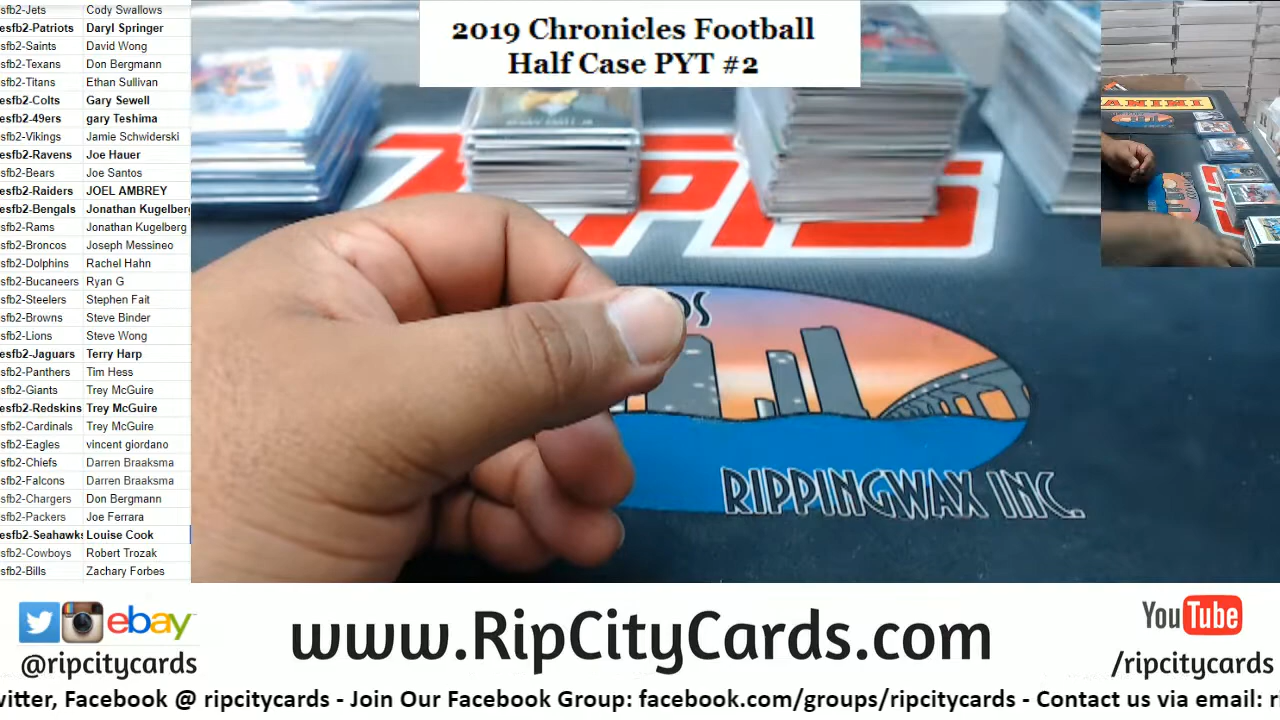 2019 Chronicles Football
Half Case PYT #2
sfb2-Jets Cody Swallows
esfb2-Patriots Daryl Springer
sfb2-Saints David Wong
sfb2-Texans Don Bergmann
sfb2-Titans Ethan Sullivan
esfb2-Colts Gary Sewell
esfb2-49ers gary Teshima
sfb2-Vikings Jamie Schwiderski
esfb2-Ravens Joe Hauer
sfb2-Bears Joe Santos
esfb2-Raiders JOEL AMBREY
esfb2-Bengals Jonathan Kugelberg
sfb2-Rams Jonathan Kugelberg
sfb2-Broncos Joseph Messineo
sfb2-Dolphins Rachel Hahn
sfb2-Bucaneers Ryan G
sfb2-Steelers Stephen Fait
sfb2-Browns Steve Binder
sfb2-Lions Steve Wong
esfb2-Jaguars Terry Harp
sfb2-Panthers Tim Hess
sfb2-Giants Trey McGuire
esfb2-Redskins Trey McGuire
sfb2-Cardinals Trey McGuire
sfb2-Eagles vincent giordano
sfb2-Chiefs Darren Braaksma
sfb2-Falcons Darren Braaksma
sfb2-Chargers Don Bergmann
sfb2-Packers Joe Ferrara
esfb2-Seahawks Louise Cook
sfb2-Cowboys Robert Trozak
sfb2-Bills Zachary Forbes
PANINI
RIPPINGWAX INC.
ebay
@ripcitycards
www.RipCityCards.com
YouTube
/ripcitycards
witter, Facebook @ ripcitycards - Join Our Facebook Group: facebook.com/groups/ripcitycards - Contact us via email: ri